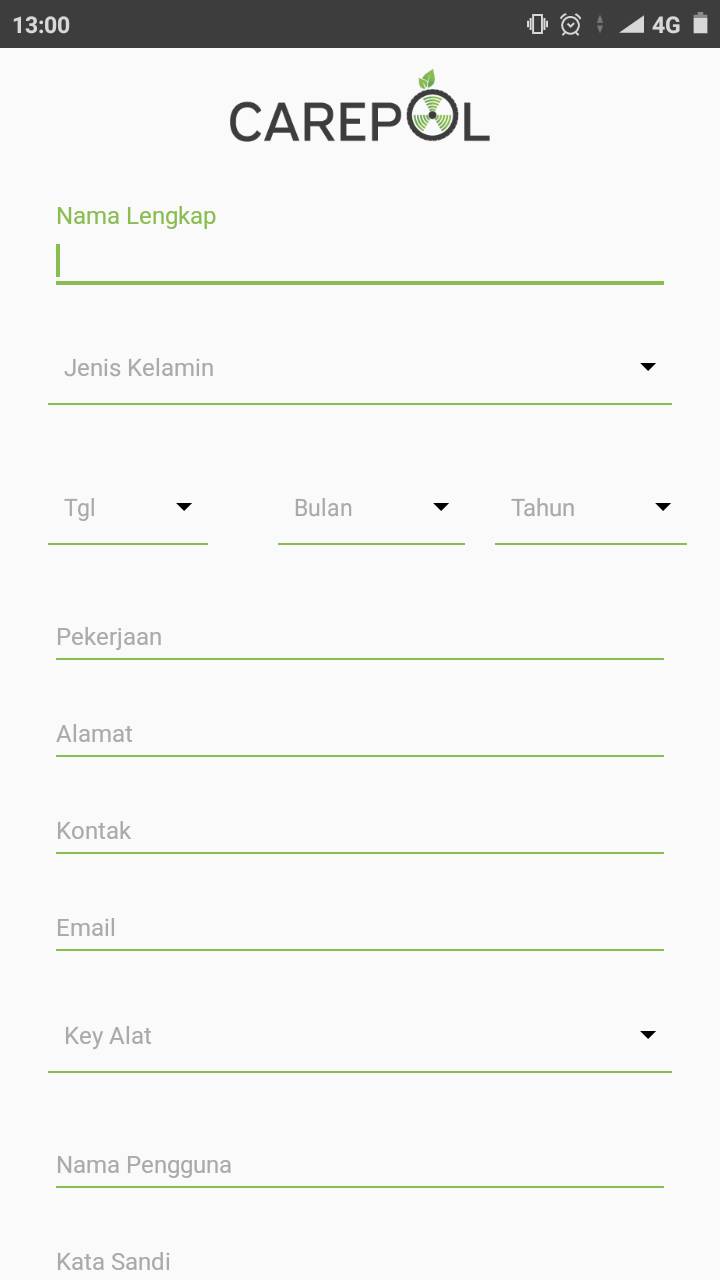 13:00 4G
CAREPOL
Nama Lengkap
Jenis Kelamin
Tgl Bulan Tahun
Pekerjaan
Alamat
Kontak
Email
Key Alat
Nama Pengguna
Kata Sandi